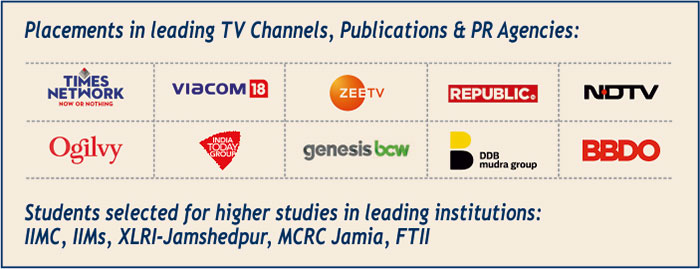 Placements in leading TV Channels, Publications & PR Agencies:
TIMES
NETWORK
NOW OR NOTHING
VIACOM 18
ZEETV
REPUBLIC.
NDTV
Ogilvy
INDIA
TODAY
GROUP
genesis bcw
DDB
mudra group
BBDO
Students selected for higher studies in leading institutions:
IIMC, IIMs, XLRI-Jamshedpur, MCRC Jamia, FTII